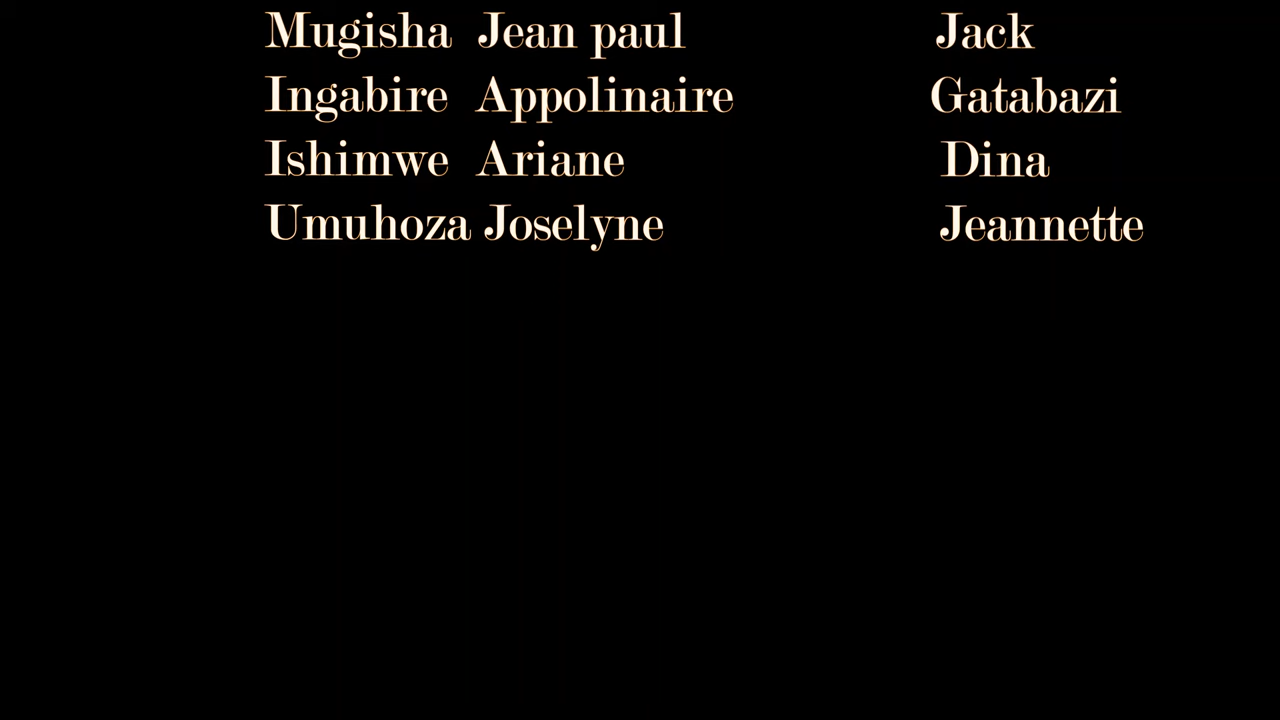 Mugisha Jean paul Jack
Ingabire Appolinaire Gatabazi
Ishimwe Ariane Dina
Umuhoza Joselyne Jeannette